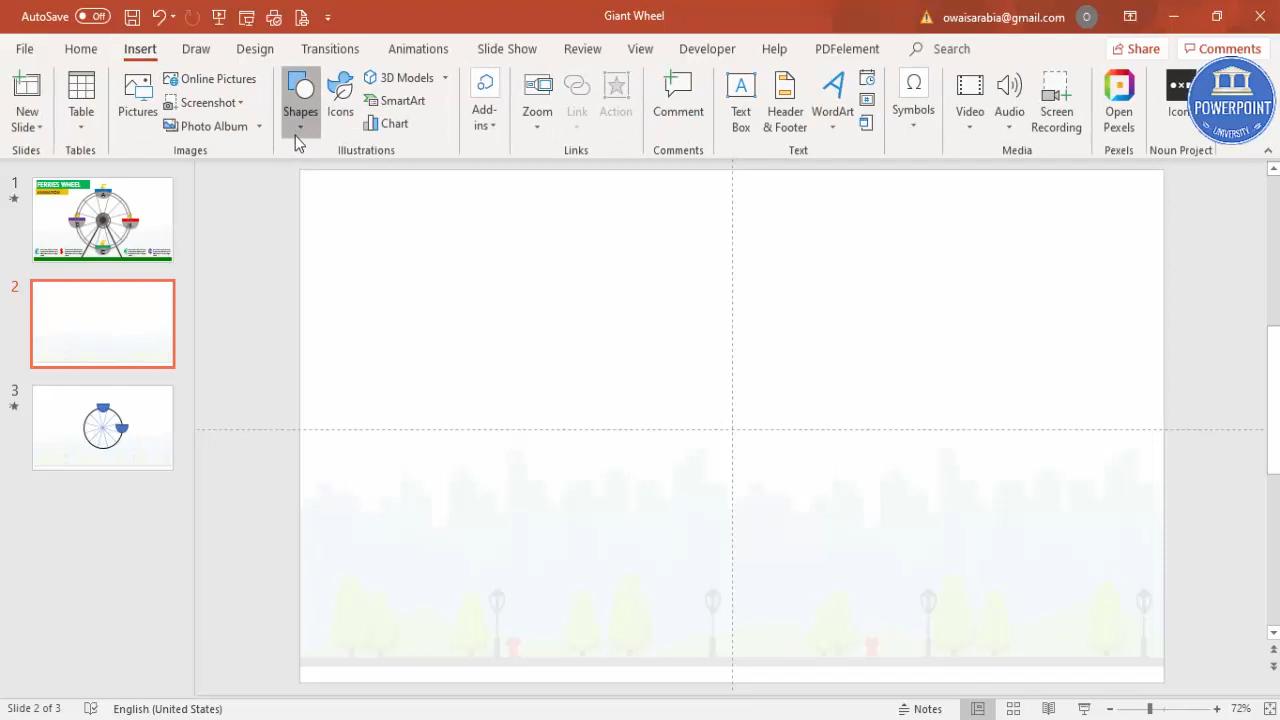 AutoSave Off Giant Wheel owaisarabia@gmail.com O
File Home Insert Draw Design Transitions Animations Slide Show Review View Developer Help PDFelement Search Share Comments
New Slide Table Pictures Online Pictures Screenshot Photo Album Shapes Icons 3D Models SmartArt Chart Add-ins Zoom Link Action Comment Text Box Header & Footer WordArt Symbols Video Audio Screen Recording Open Pexels
POWERPOINT
UNIVERSITY
Slides Tables Images Illustrations Links Comments Text Media Pexels Noun Project
1
FERRIES WHEEL
ANIMATION
2
3
Slide 2 of 3 English (United States) Notes 72%